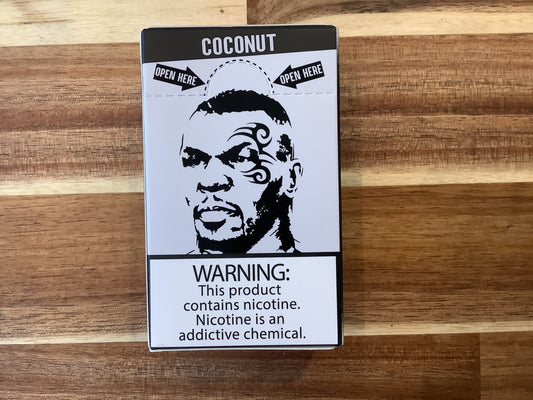 COCONUT
OPEN HERE
OPEN HERE
WARNING:
This product
contains nicotine.
Nicotine is an
addictive chemical.